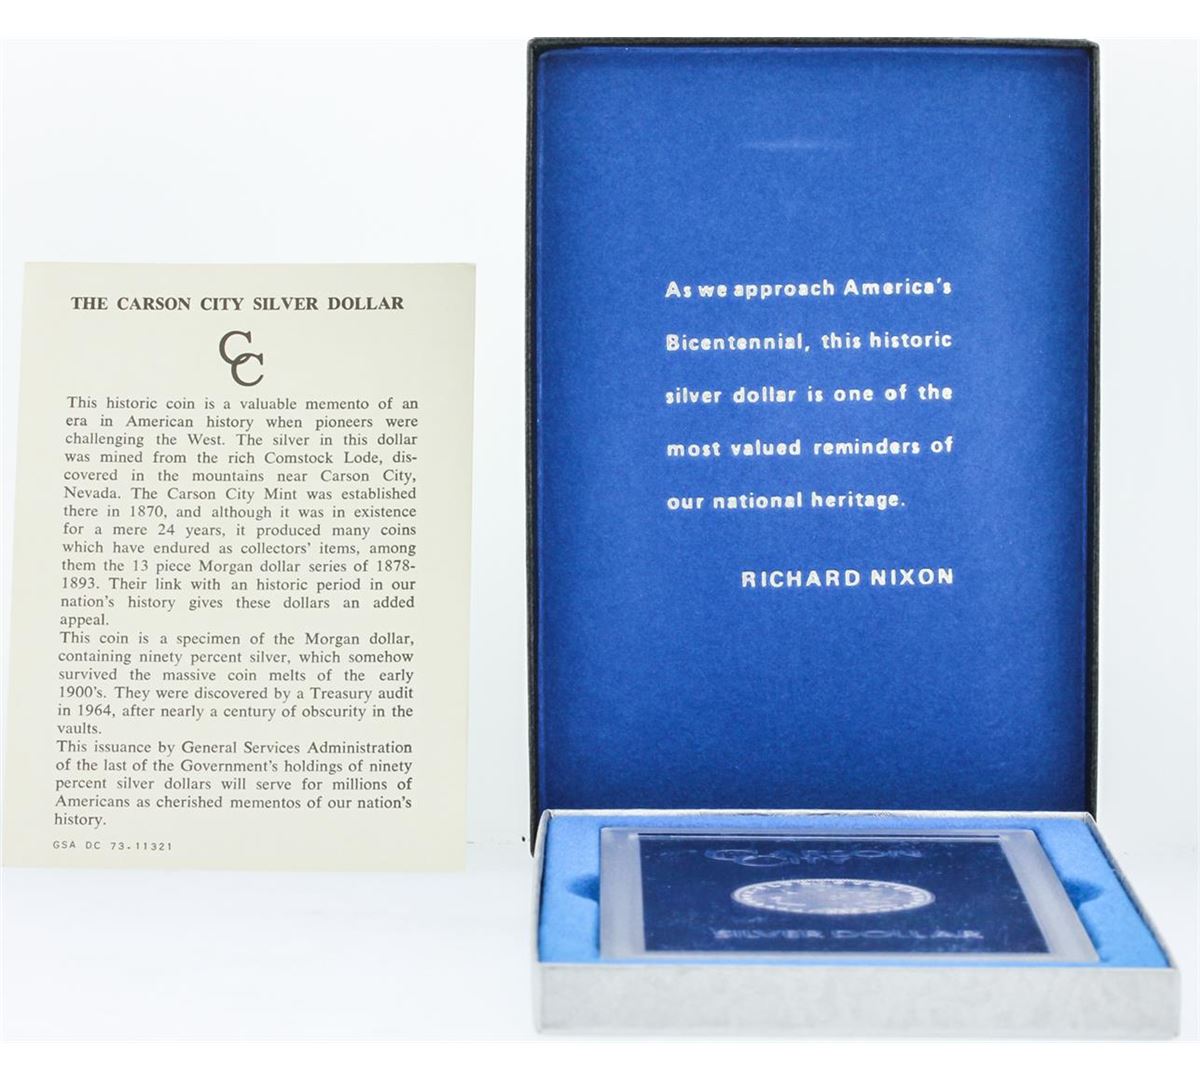 THE CARSON CITY SILVER DOLLAR
CC
This historic coin is a valuable memento of an
era in American history when pioneers were
challenging the West. The silver in this dollar
was mined from the rich Comstock Lode, dis-
covered in the mountains near Carson City,
Nevada. The Carson City Mint was established
there in 1870, and although it was in existence
for a mere 24 years, it produced many coins
which have endured as collectors' items, among
them the 13 piece Morgan dollar series of 1878-
1893. Their link with an historic period in our
nation's history gives these dollars an added
appeal.
This coin is a specimen of the Morgan dollar,
containing ninety percent silver, which somehow
survived the massive coin melts of the early
1900's. They were discovered by a Treasury audit
in 1964, after nearly a century of obscurity in the
vaults.
This issuance by General Services Administration
of the last of the Government's holdings of ninety
percent silver dollars will serve for millions of
Americans as cherished mementos of our nation's
history.
GSA DC 73-11321
As we approach America's
Bicentennial, this historic
silver dollar is one of the
most valued reminders of
our national heritage.
RICHARD NIXON
CARSON
CITY
SILVER DOLLAR